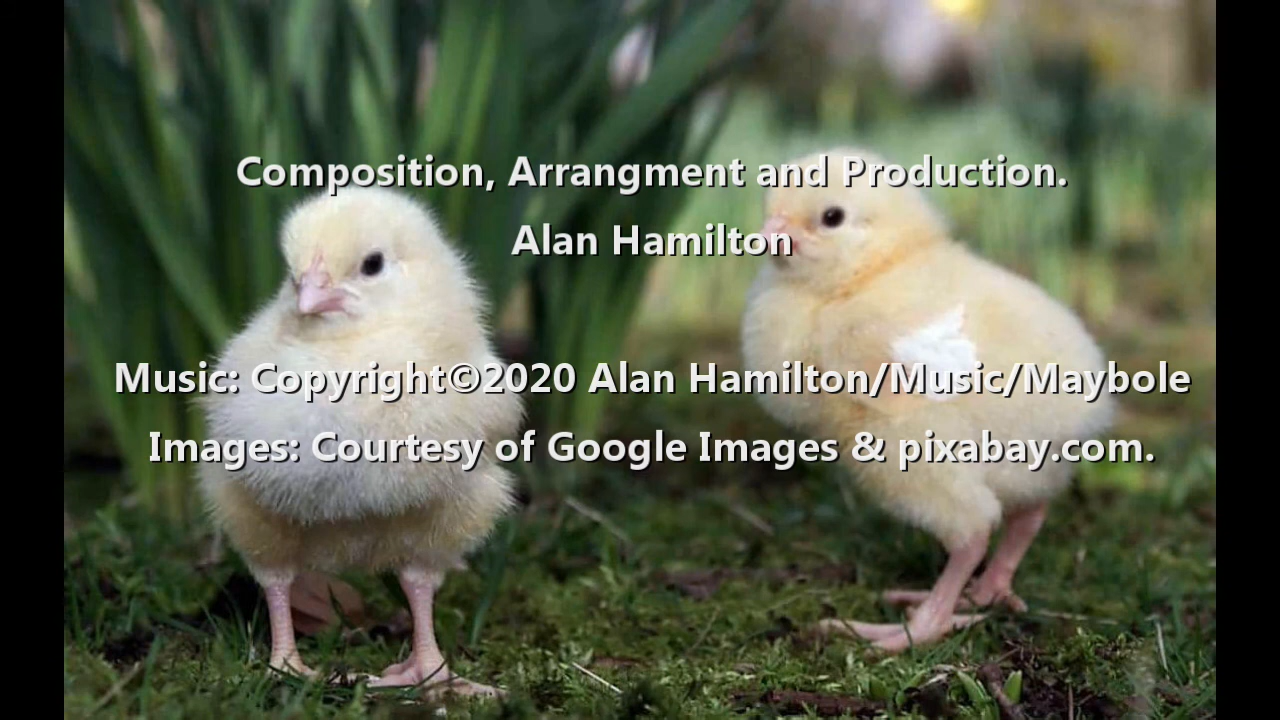 Composition, Arrangment and Production.
Alan Hamilton
Music: Copyright©2020 Alan Hamilton/Music/Maybole
Images: Courtesy of Google Images & pixabay.com.